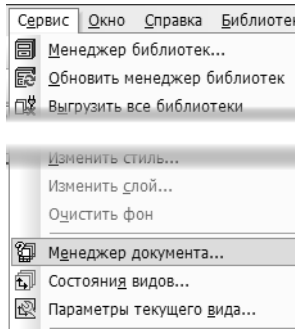 Сервис Окно Справка Библиотек
Менеджер библиотек...
Обновить менеджер библиотек
Выгрузить все библиотеки
Изменить стиль...
Изменить слой...
Очистить фон
Менеджер документа...
Состояния видов...
Параметры текущего вида...